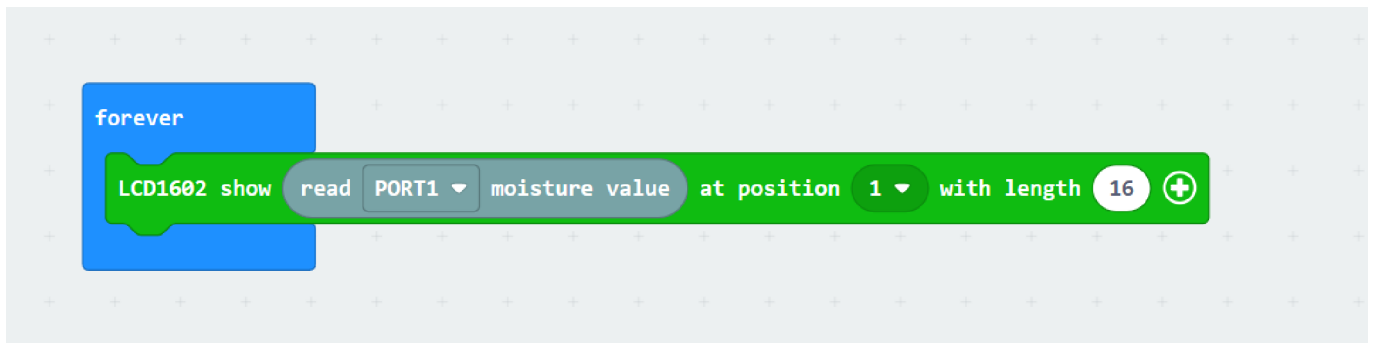 forever
LCD1602 show read PORT1 moisture value at position 1 with length 16